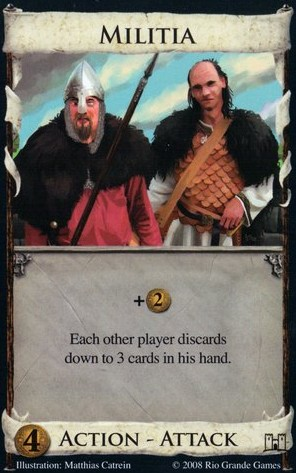 MILITIA
+2
Each other player discards
down to 3 cards in his hand.
4 ACTION - ATTACK
Illustration: Matthias Catrein © 2008 Rio Grande Games